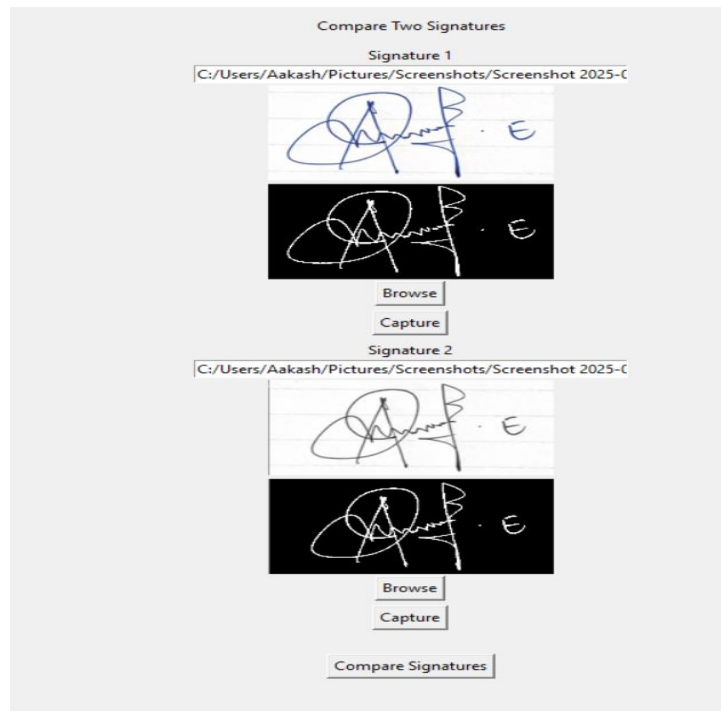 Compare Two Signatures
Signature 1
C:/Users/Aakash/Pictures/Screenshots/Screenshot 2025-0
. E
. E
Browse
Capture
Signature 2
C:/Users/Aakash/Pictures/Screenshots/Screenshot 2025-0
. E
. E
Browse
Capture
Compare Signatures